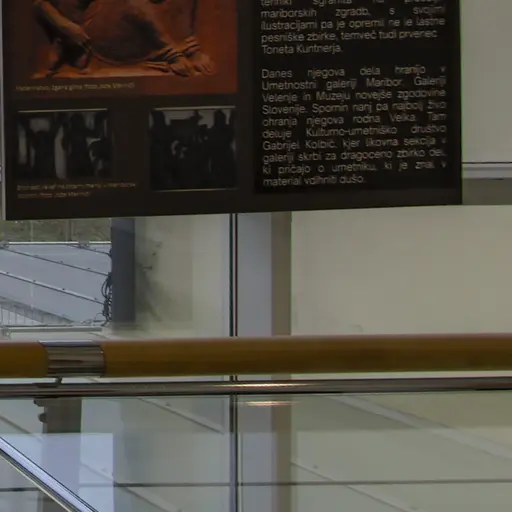 tehniki sgrafita na
mariborskih zgradb, s svojimi
ilustracijami pa je opremil ne le lastne
pesniške zbirke, temveč tudi prvenec
Toneta Kuntnerja.
Danes njegova dela hranijo v
Umetnostni galeriji Maribor, Galeriji
Velenje in Muzeju novejše zgodovine
Slovenije. Spomin nanj pa najbolj živo
ohranja njegova rodna Velka. Tam
deluje Kulturno-umetniško društvo
Gabrijel Kolbič, kjer likovna sekcija v
galeriji skrbi za dragoceno zbirko del,
ki pričajo o umetniku, ki je znal v
material vdihniti dušo.